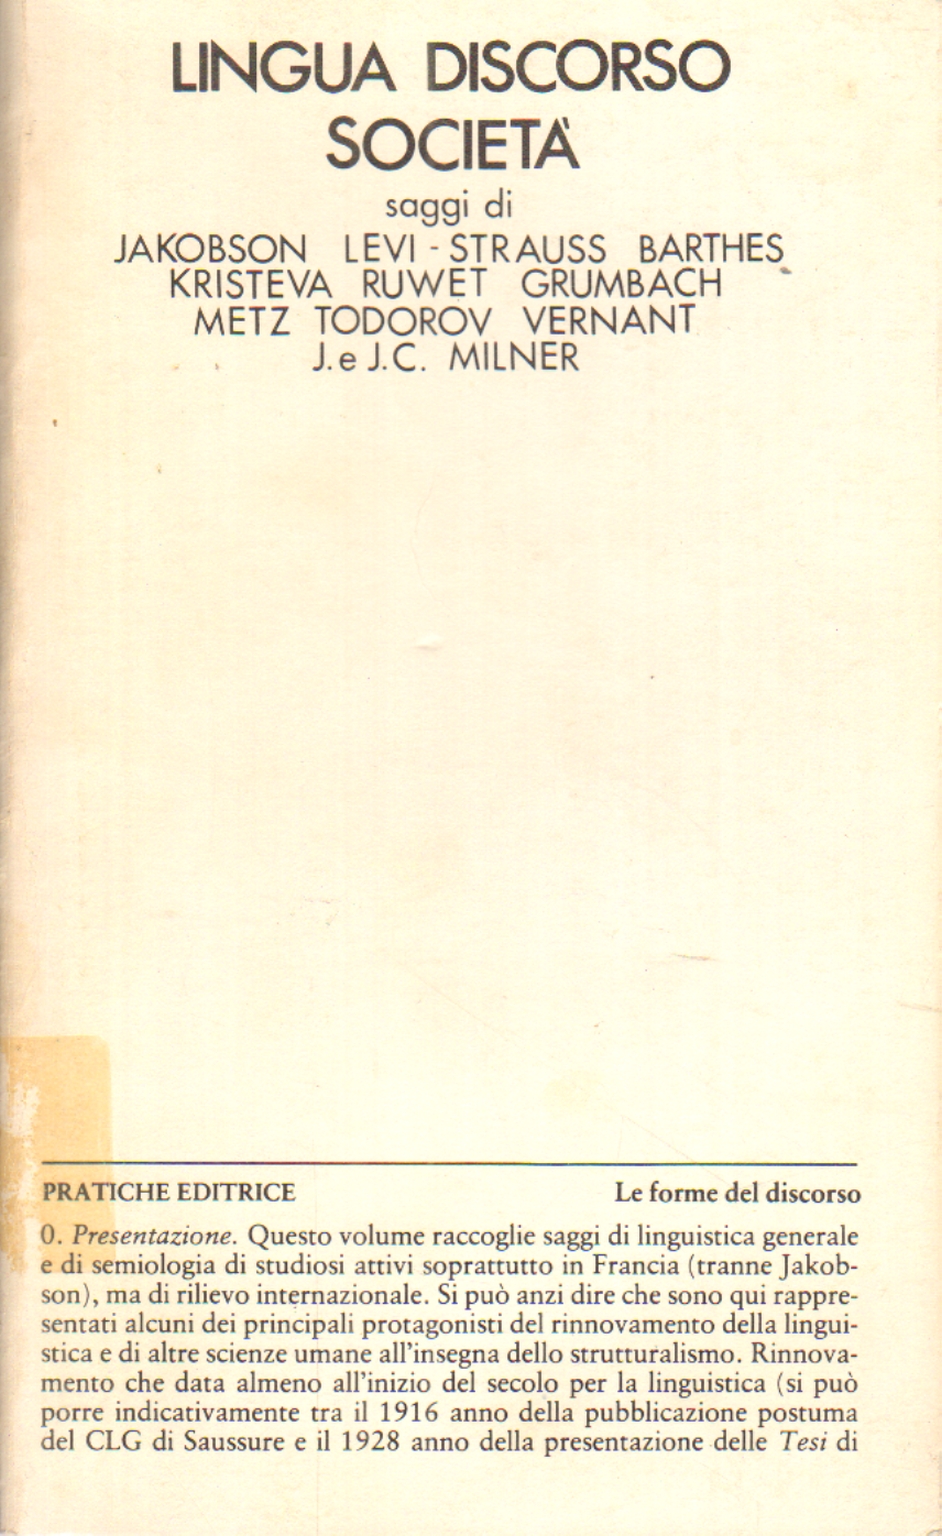 LINGUA DISCORSO
SOCIETÀ
saggi di
JAKOBSON LEVI-STRAUSS BARTHES
KRISTEVA RUWET GRUMBACH
METZ TODOROV VERNANT
J. e J.C. MILNER
PRATICHE EDITRICE Le forme del discorso
0. Presentazione. Questo volume raccoglie saggi di linguistica generale
e di semiologia di studiosi attivi soprattutto in Francia (tranne Jakob-
son), ma di rilievo internazionale. Si può anzi dire che sono qui rappre-
sentati alcuni dei principali protagonisti del rinnovamento della lingui-
stica e di altre scienze umane all'insegna dello strutturalismo. Rinnova-
mento che data almeno all'inizio del secolo per la linguistica (si può
porre indicativamente tra il 1916 anno della pubblicazione postuma
del CLG di Saussure e il 1928 anno della presentazione delle Tesi di